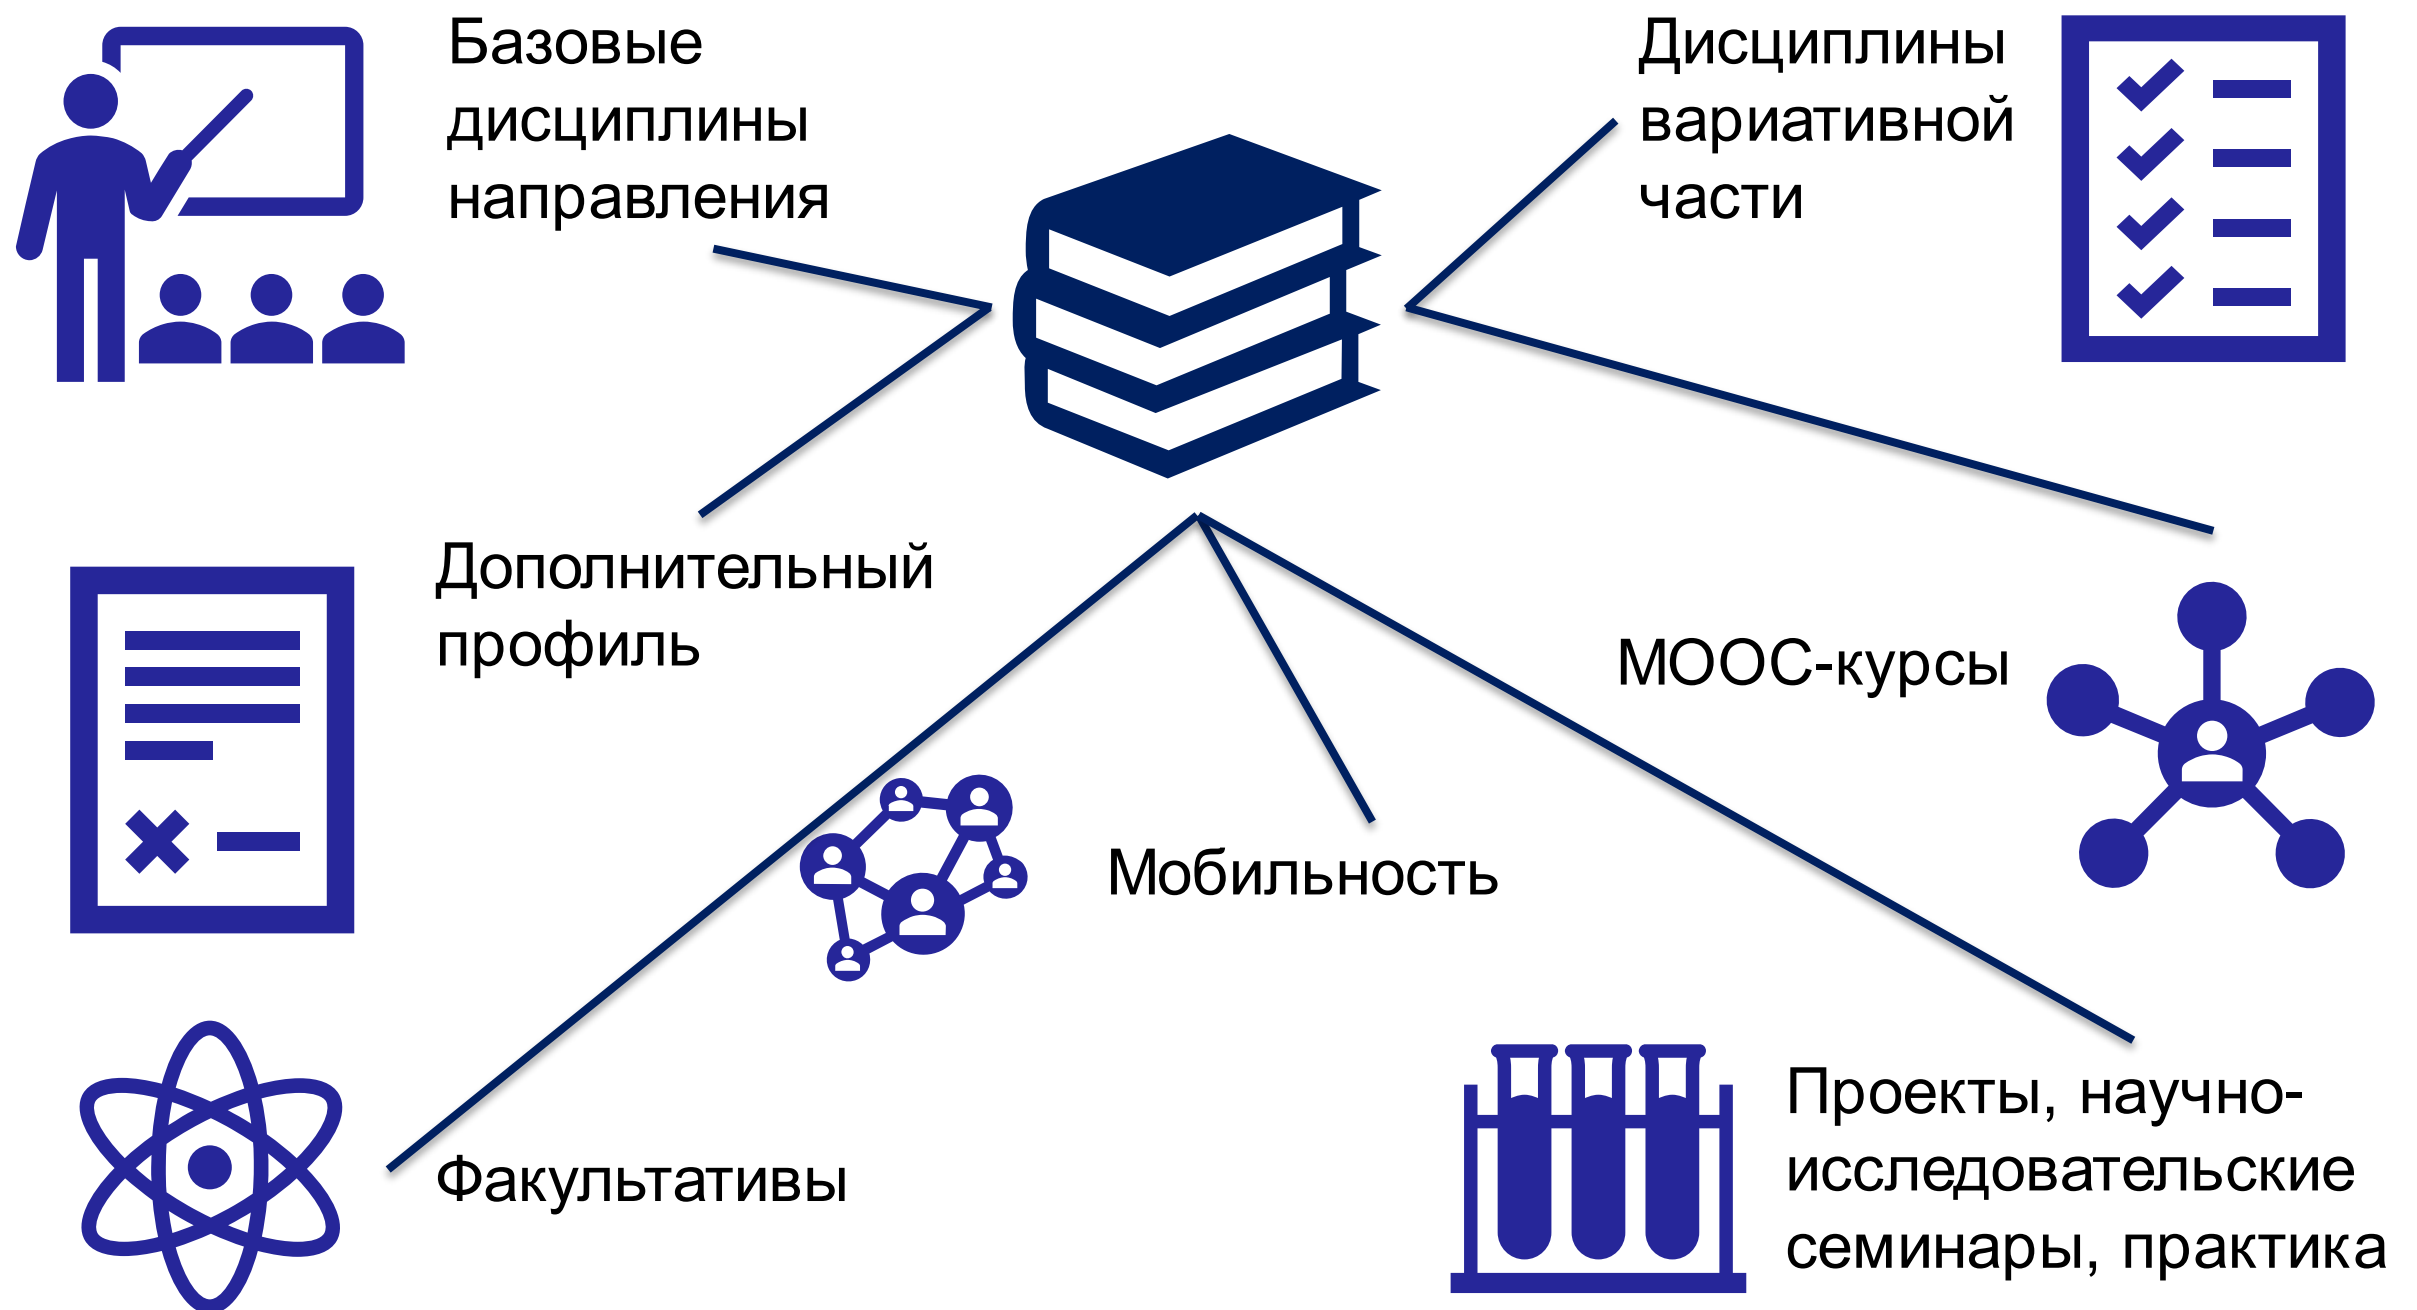 Базовые
дисциплины
направления
Дисциплины
вариативной
части
Дополнительный
профиль
МООС-курсы
Мобильность
Факультативы
Проекты, научно-
исследовательские
семинары, практика